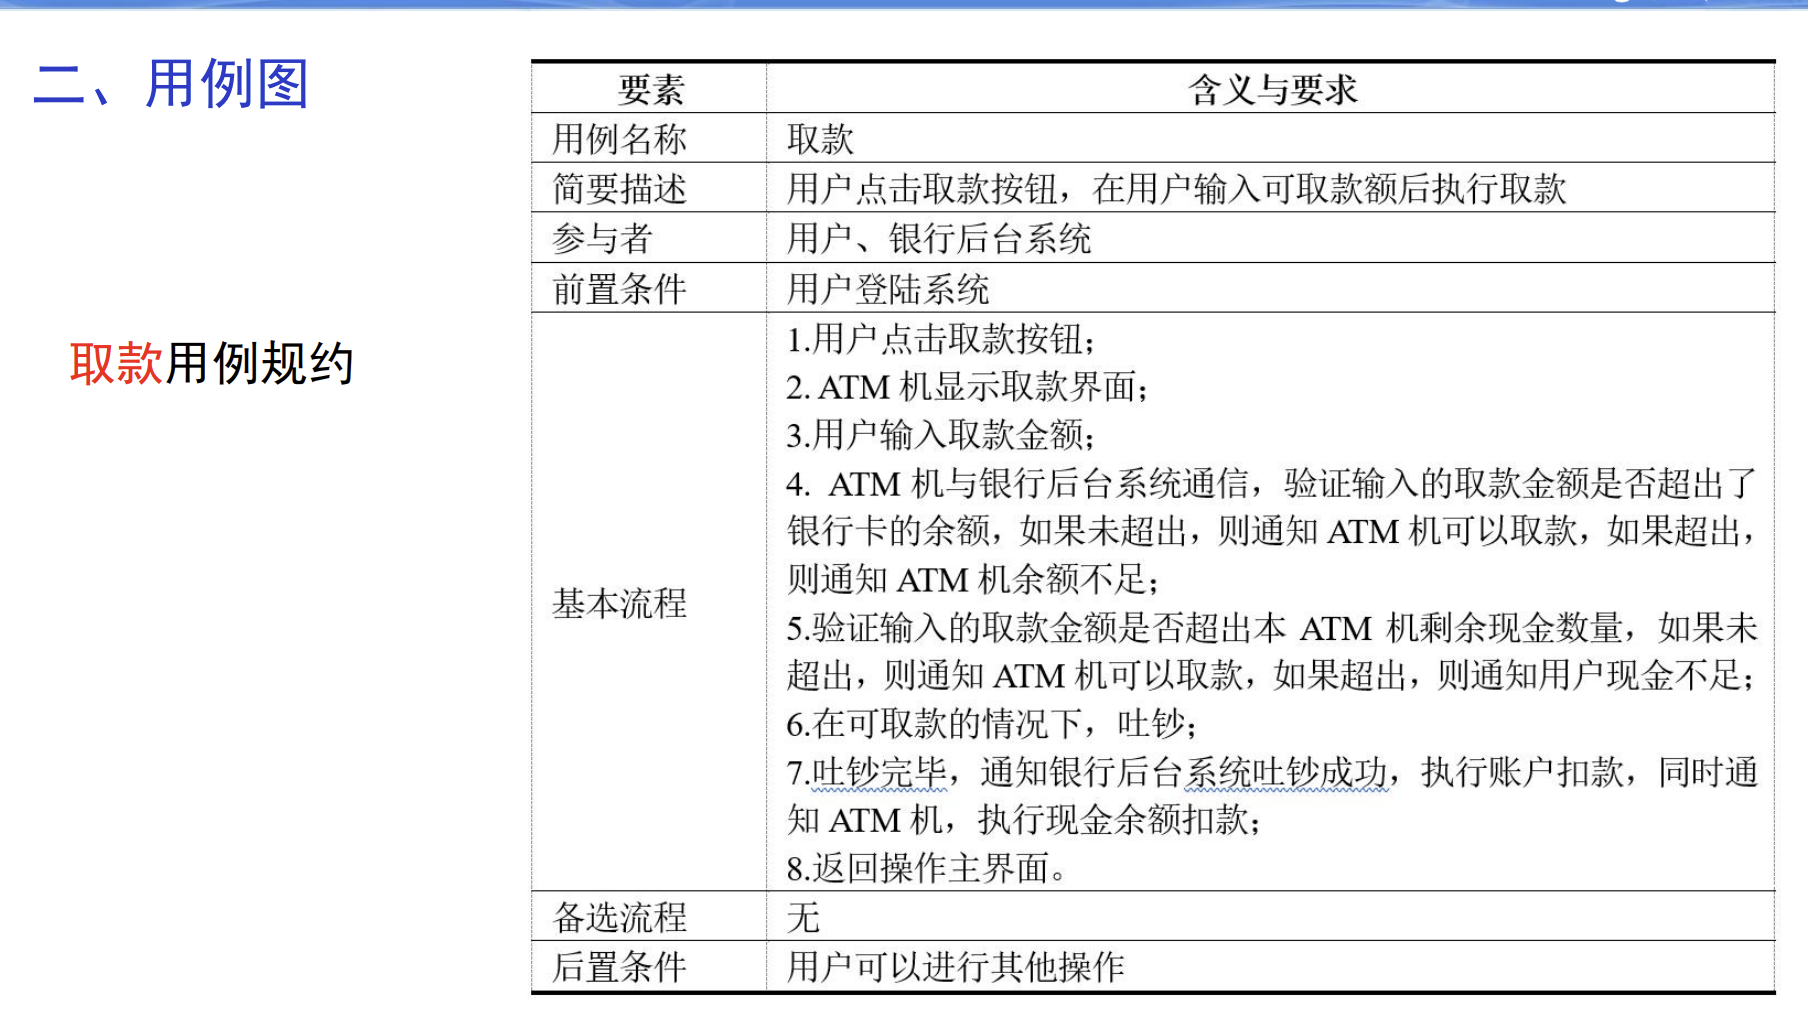 二、用例图
取款用例规约
要素 含义与要求
用例名称 取款
简要描述 用户点击取款按钮，在用户输入可取款额后执行取款
参与者 用户、银行后台系统
前置条件 用户登陆系统
基本流程
1.用户点击取款按钮；
2. ATM 机显示取款界面；
3.用户输入取款金额；
4. ATM 机与银行后台系统通信，验证输入的取款金额是否超出了
银行卡的余额，如果未超出，则通知 ATM 机可以取款，如果超出，
则通知 ATM 机余额不足；
5.验证输入的取款金额是否超出本 ATM 机剩余现金数量，如果未
超出，则通知 ATM 机可以取款，如果超出，则通知用户现金不足；
6.在可取款的情况下，吐钞；
7.吐钞完毕，通知银行后台系统吐钞成功，执行账户扣款，同时通
知 ATM 机，执行现金余额扣款；
8.返回操作主界面。
备选流程 无
后置条件 用户可以进行其他操作